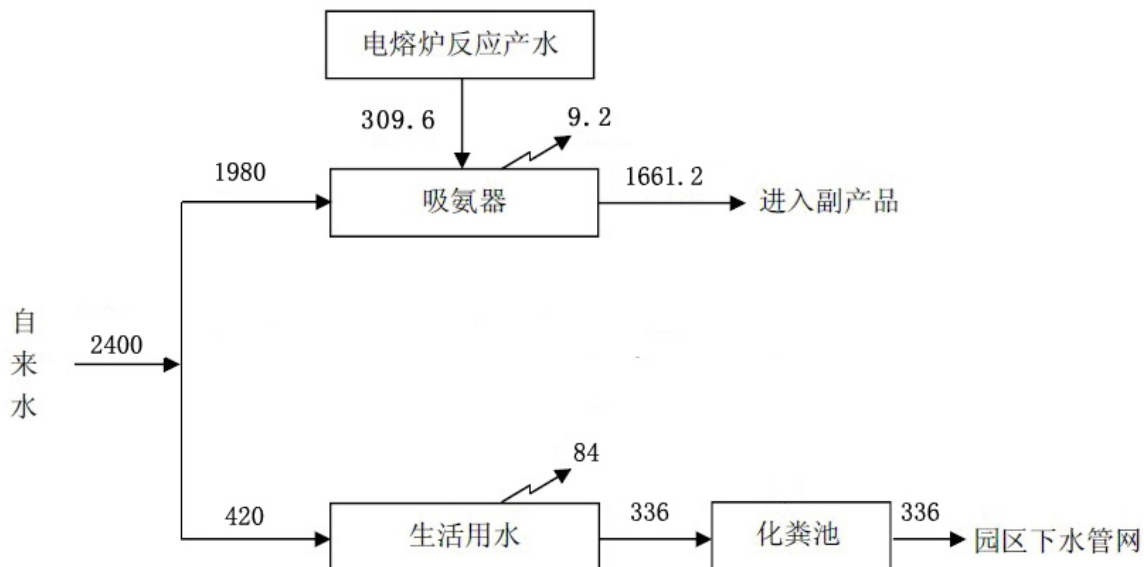 电熔炉反应产水
309.6
9.2
1980
吸氨器
1661.2
进入副产品
自来水
2400
84
420
生活用水
336
化粪池
336
园区下水管网